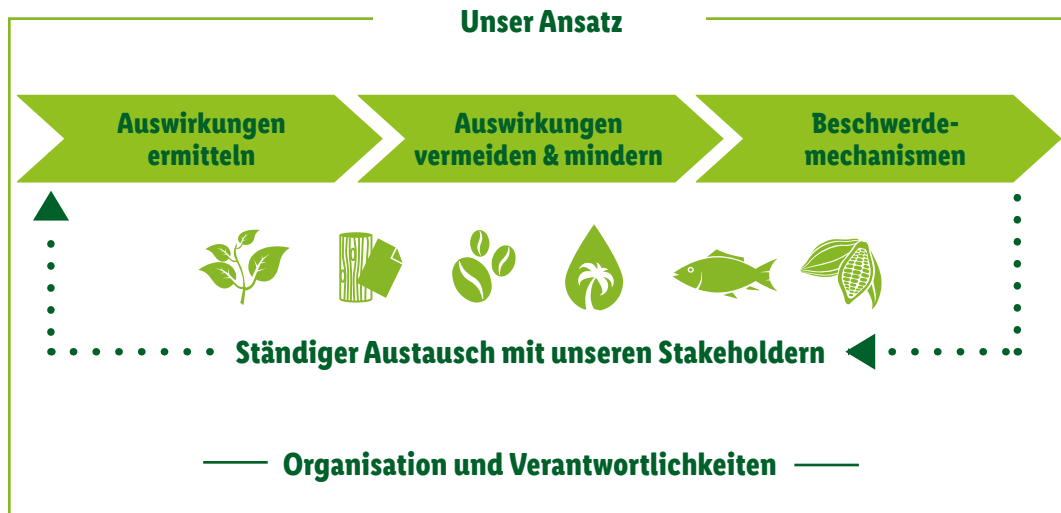 Unser Ansatz
Auswirkungen
ermitteln
Auswirkungen
vermeiden & mindern
Beschwerde-
mechanismen
Ständiger Austausch mit unseren Stakeholdern
Organisation und Verantwortlichkeiten